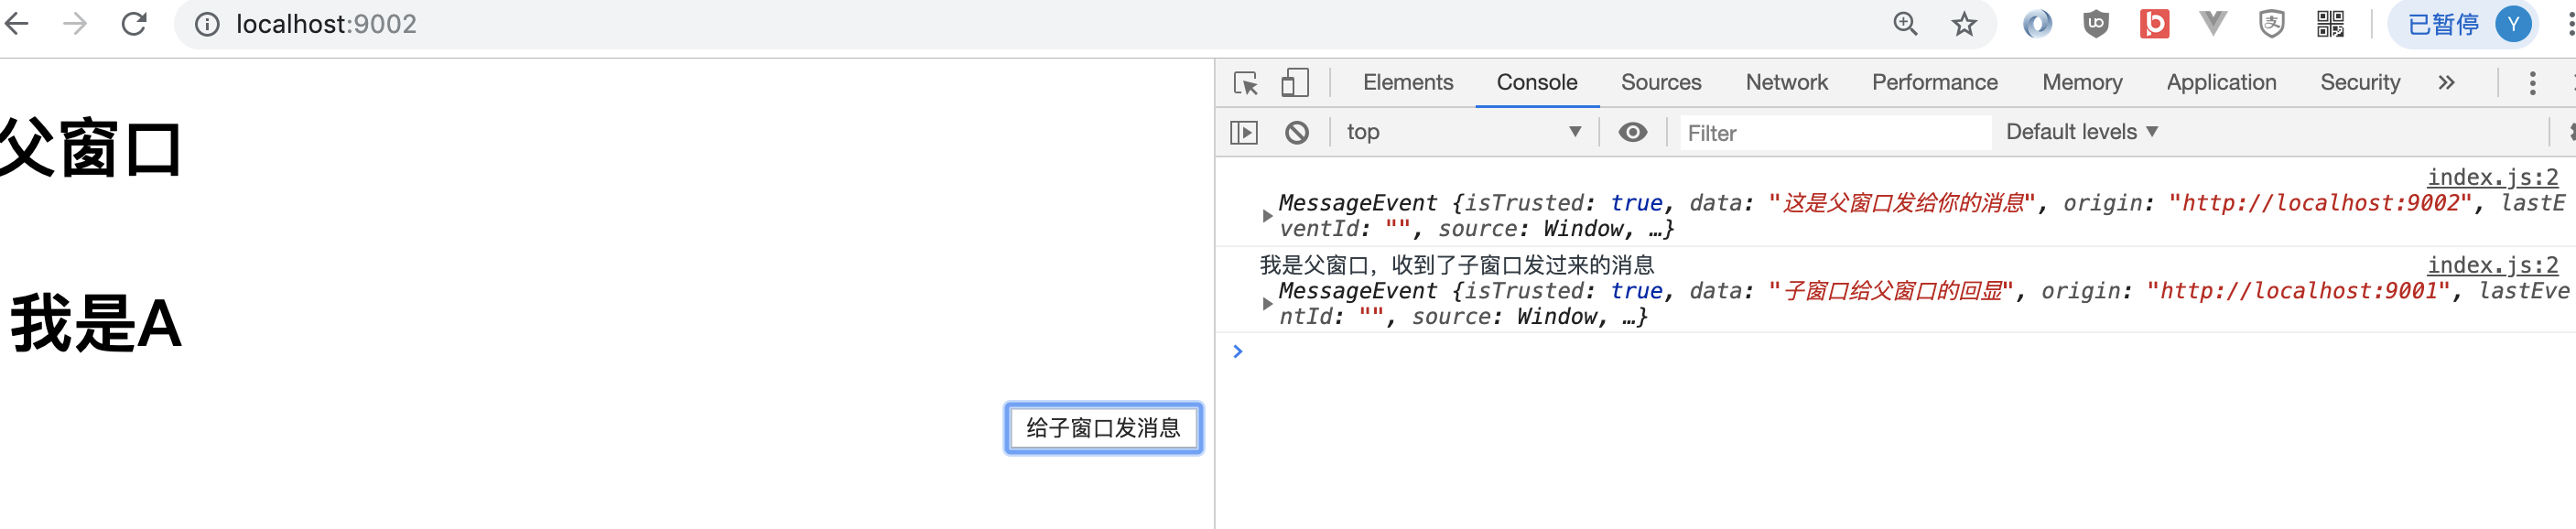 localhost:9002
已暂停 Y
Elements Console Sources Network Performance Memory Application Security
top Filter Default levels
父窗口
我是A
给子窗口发消息
index.js:2
MessageEvent {isTrusted: true, data: "这是父窗口发给你的消息", origin: "http://localhost:9002", lastE
ventId: "", source: Window, …}
我是父窗口，收到了子窗口发过来的消息 index.js:2
MessageEvent {isTrusted: true, data: "子窗口给父窗口的回显", origin: "http://localhost:9001", lastEve
ntId: "", source: Window, …}